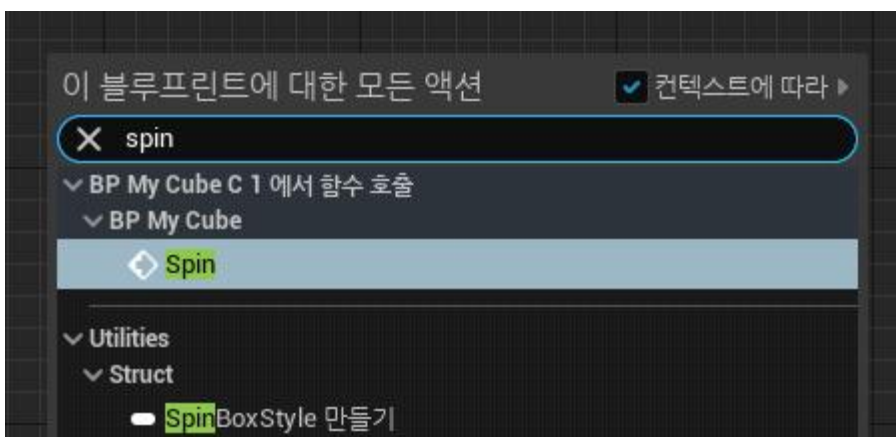 이 블루프린트에 대한 모든 액션 컨텍스트에 따라
spin
BP My Cube C 1 에서 함수 호출
BP My Cube
Spin
Utilities
Struct
SpinBoxStyle 만들기